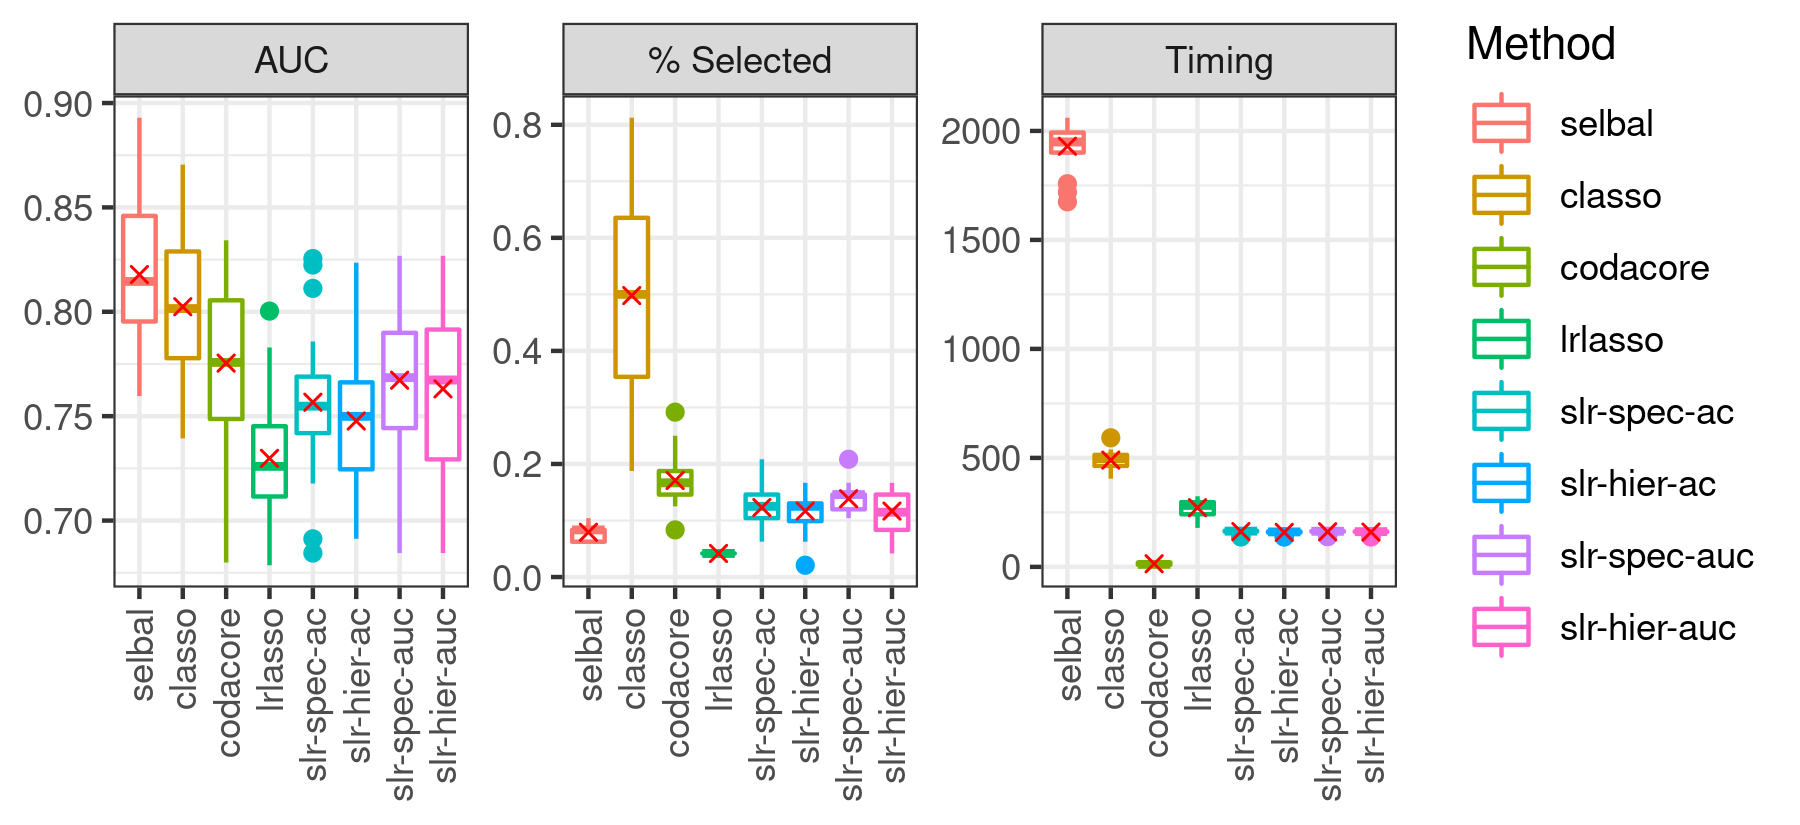 AUC
% Selected
Timing
Method
0.90
0.85
0.80
0.75
0.70
0.8
0.6
0.4
0.2
0.0
2000
1500
1000
500
0
selbal
classo
codacore
lrlasso
slr-spec-ac
slr-hier-ac
slr-spec-auc
slr-hier-auc
selbal
classo
codacore
lrlasso
slr-spec-ac
slr-hier-ac
slr-spec-auc
slr-hier-auc
selbal
classo
codacore
lrlasso
slr-spec-ac
slr-hier-ac
slr-spec-auc
slr-hier-auc
selbal
classo
codacore
lrlasso
slr-spec-ac
slr-hier-ac
slr-spec-auc
slr-hier-auc